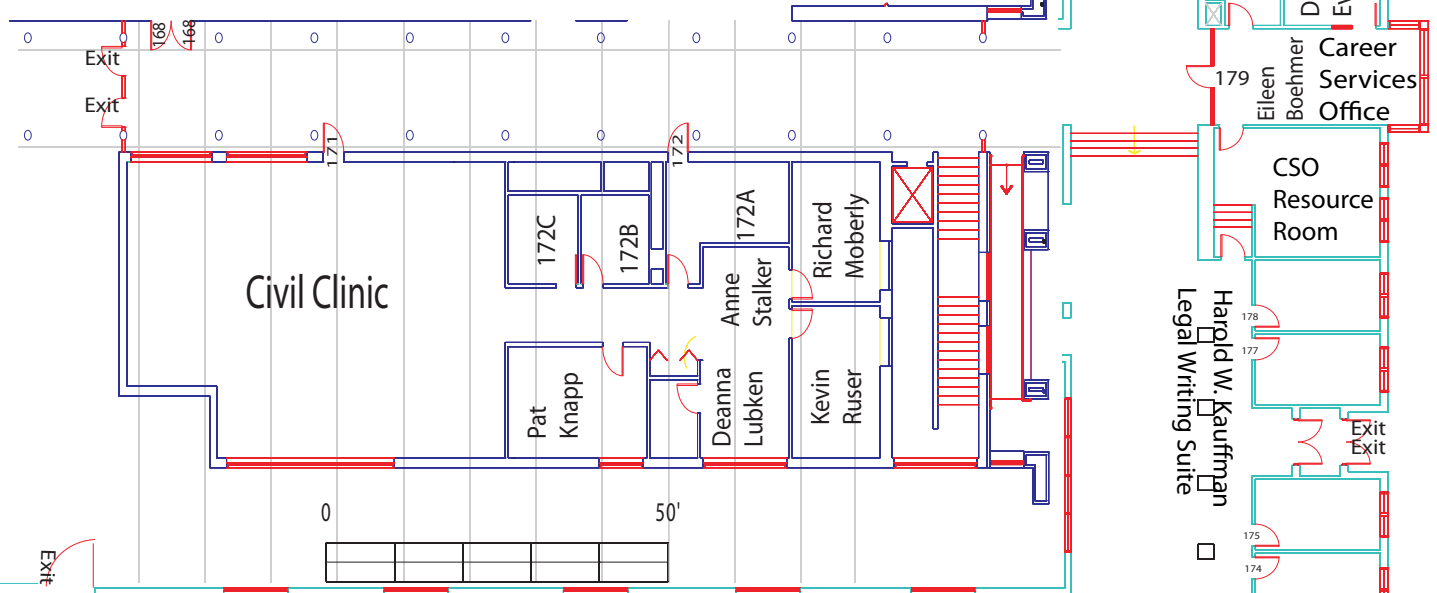 168
168
Exit
Exit
D
179
Eileen
Boehmer
Career
Services
Office
171
172
CSO
Resource
Room
172C
172B
172A
Richard
Moberly
Civil Clinic
Anne
Stalker
Harold W. Kauffman
Legal Writing Suite
178
177
Pat
Knapp
Deanna
Lubken
Kevin
Ruser
Exit
Exit
0
50'
175
174
Exit